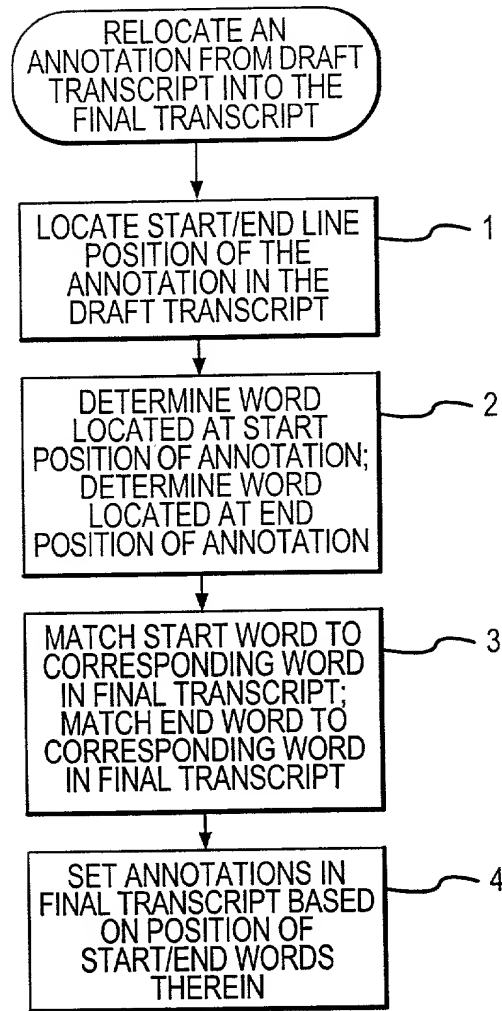 RELOCATE AN
ANNOTATION FROM DRAFT
TRANSCRIPT INTO THE
FINAL TRANSCRIPT
LOCATE START/END LINE
POSITION OF THE
ANNOTATION IN THE
DRAFT TRANSCRIPT
1
DETERMINE WORD
LOCATED AT START
POSITION OF ANNOTATION;
DETERMINE WORD
LOCATED AT END
POSITION OF ANNOTATION
2
MATCH START WORD TO
CORRESPONDING WORD
IN FINAL TRANSCRIPT;
MATCH END WORD TO
CORRESPONDING WORD
IN FINAL TRANSCRIPT
3
SET ANNOTATIONS IN
FINAL TRANSCRIPT BASED
ON POSITION OF
START/END WORDS
THEREIN
4